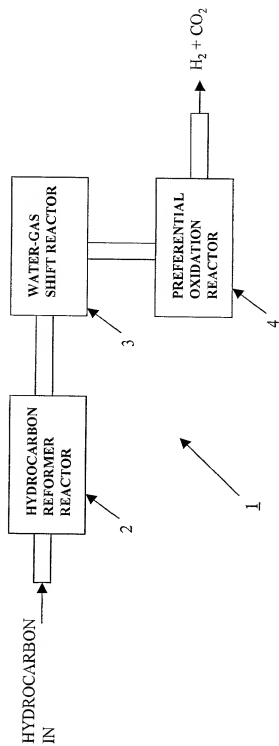 HYDROCARBON
IN
HYDROCARBON
REFORMER
REACTOR
2
WATER-GAS
SHIFT REACTOR
3
PREFERENTIAL
OXIDATION
REACTOR
4
H₂ + CO₂
1